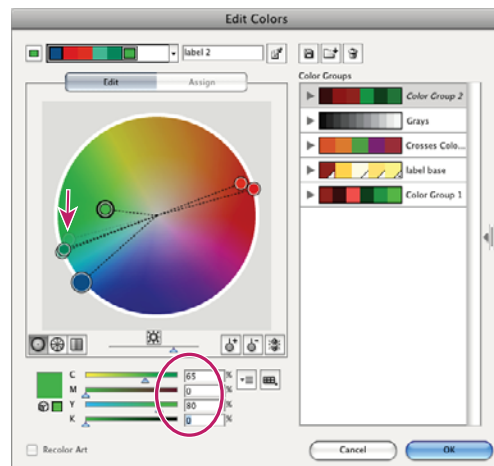 Edit Colors
label 2
Edit
Assign
Color Groups
Color Group 2
Grays
Crosses Colo...
label base
Color Group 1
C 65 %
M 0 %
Y 80 %
K 0 %
Recolor Art
Cancel
OK